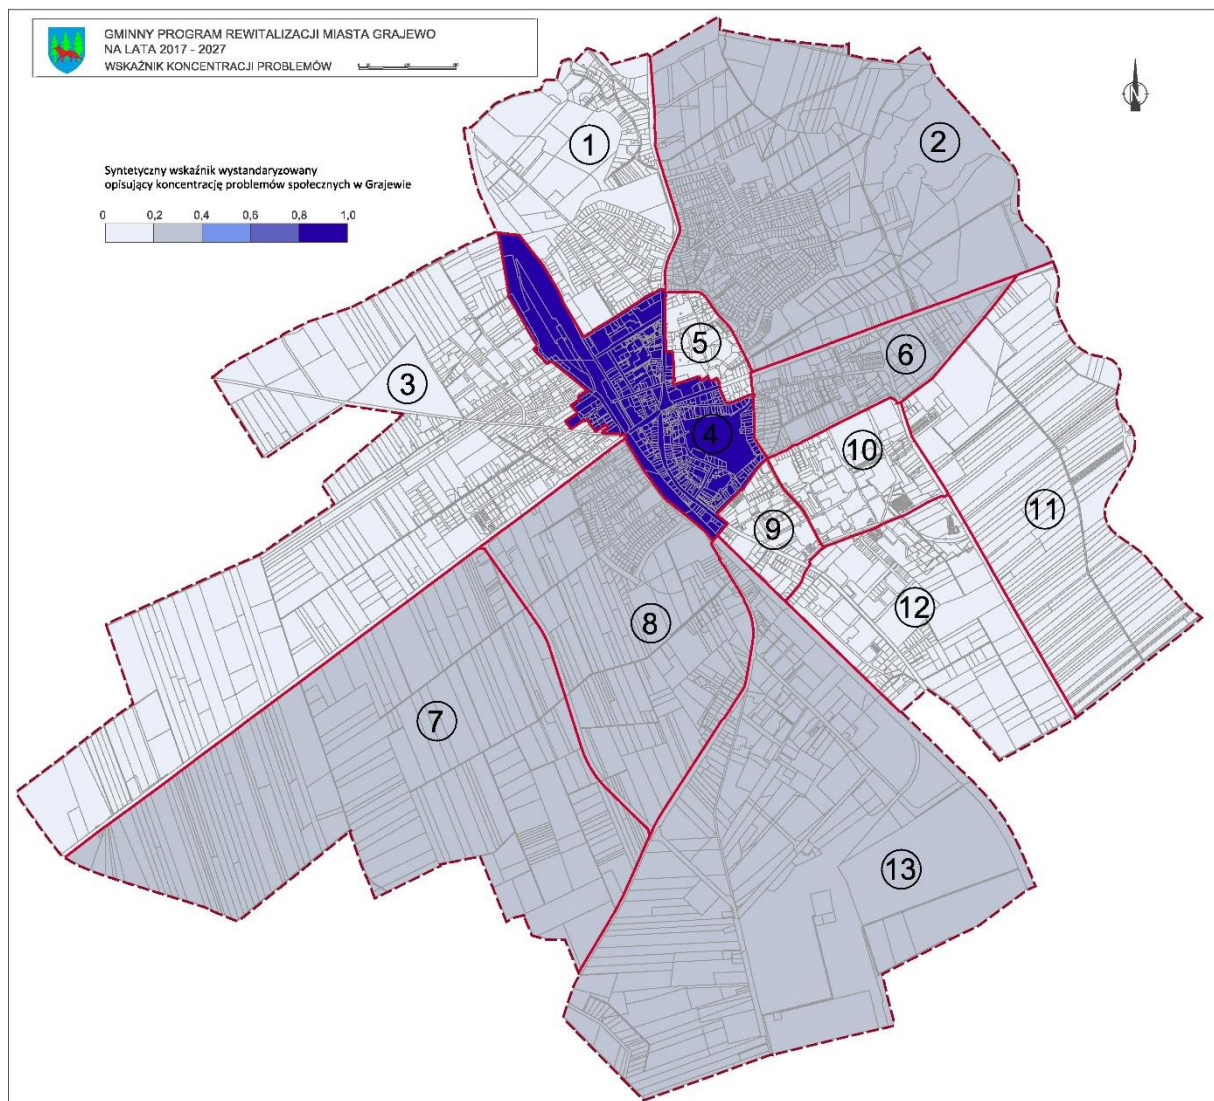 GMINNY PROGRAM REWITALIZACJI MIASTA GRAJEWO
NA LATA 2017 - 2027
WSKAŹNIK KONCENTRACJI PROBLEMÓW
Syntetyczny wskaźnik wystandaryzowany
opisujący koncentrację problemów społecznych w Grajewie
0 0,2 0,4 0,6 0,8 1,0
1
2
5
6
3
4
10
9
11
12
8
7
13